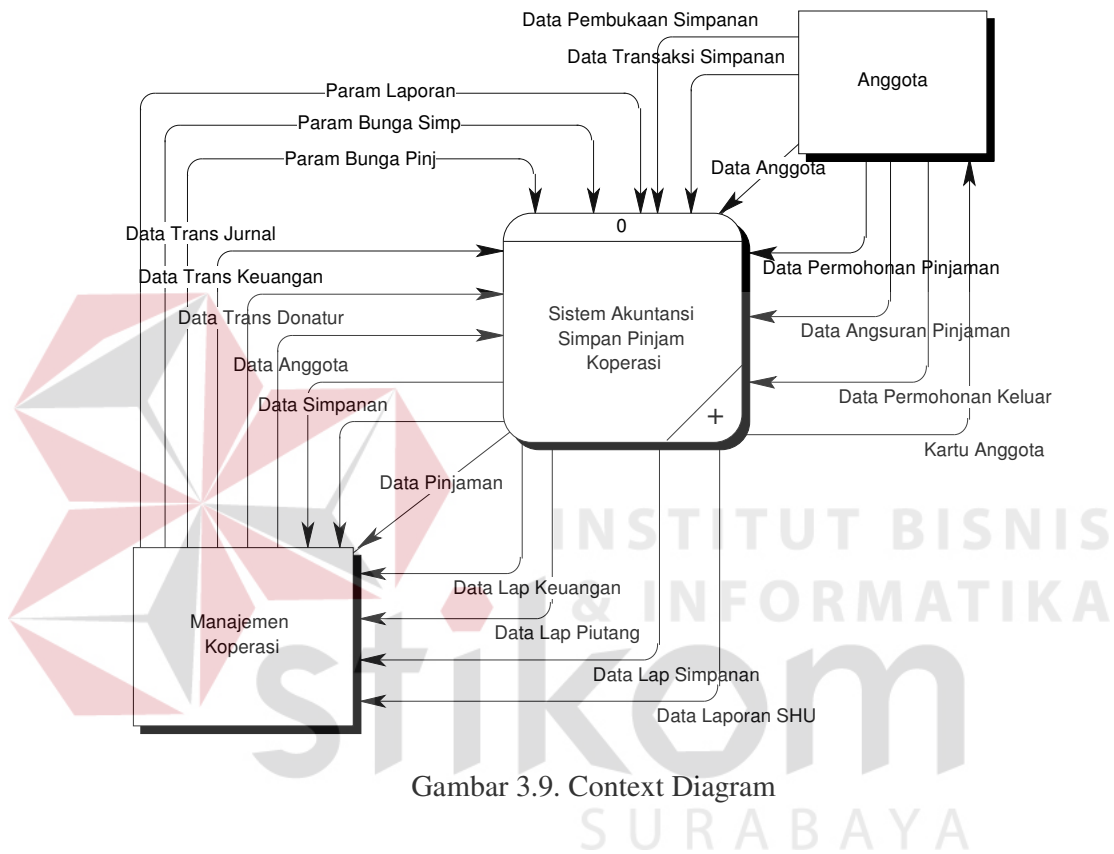 Data Pembukaan Simpanan
Data Transaksi Simpanan
Anggota
Param Laporan
Param Bunga Simp
Param Bunga Pinj
Data Anggota
0
Data Trans Jurnal
Data Trans Keuangan
Data Trans Donatur
Data Anggota
Data Simpanan
Sistem Akuntansi
Simpan Pinjam
Koperasi
+
Data Permohonan Pinjaman
Data Angsuran Pinjaman
Data Permohonan Keluar
Kartu Anggota
Data Pinjaman
Manajemen
Koperasi
Data Lap Keuangan
Data Lap Piutang
Data Lap Simpanan
Data Laporan SHU
INSTITUT BISNIS
& INFORMATIKA
stikom
SURABAYA
Gambar 3.9. Context Diagram